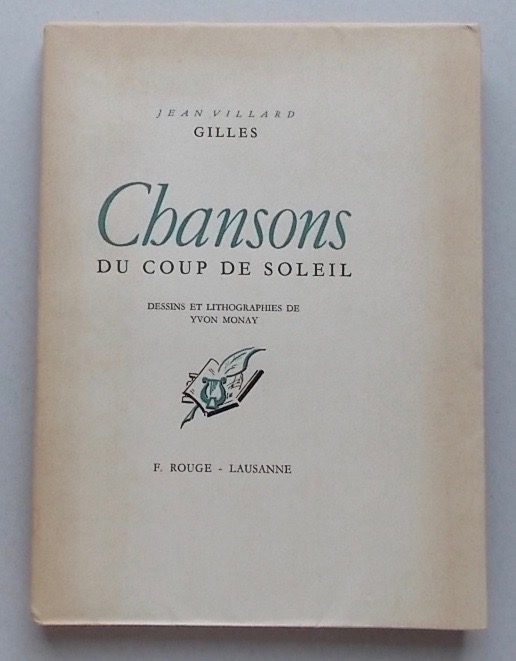 JEAN VILLARD
GILLES
Chansons
DU COUP DE SOLEIL
DESSINS ET LITHOGRAPHIES DE
YVON MONAY
F. ROUGE - LAUSANNE